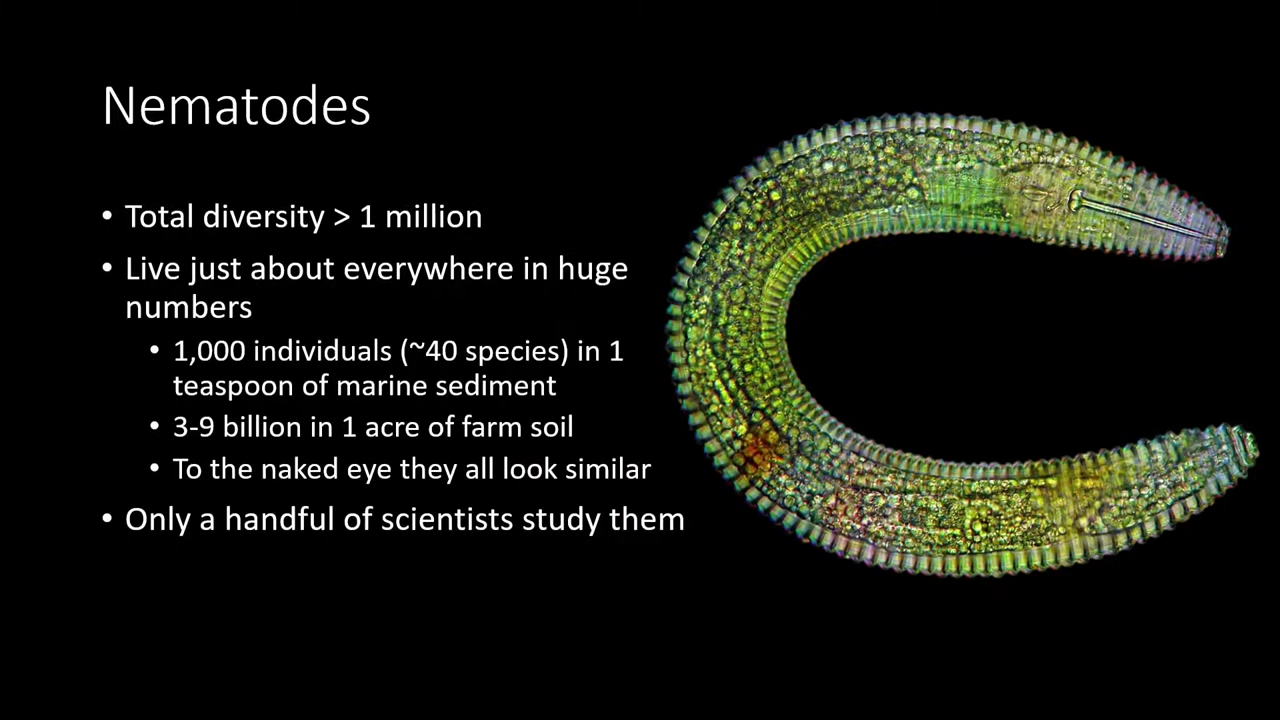 Nematodes
• Total diversity > 1 million
• Live just about everywhere in huge
numbers
• 1,000 individuals (~40 species) in 1
teaspoon of marine sediment
• 3-9 billion in 1 acre of farm soil
• To the naked eye they all look similar
• Only a handful of scientists study them